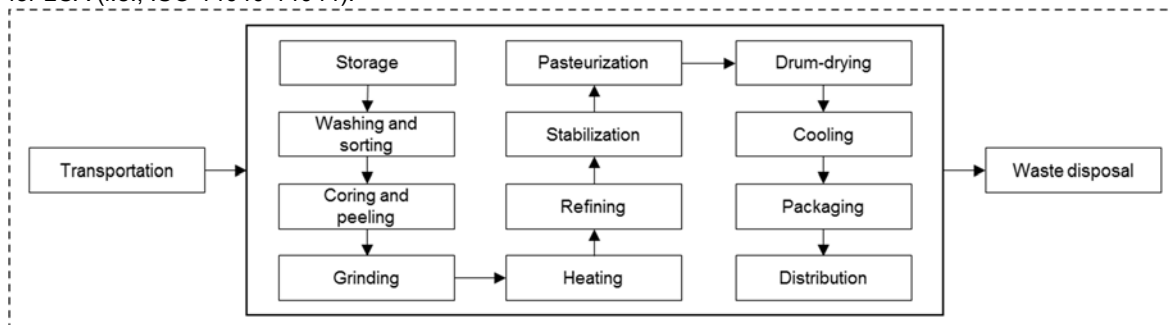 Storage
Washing and
sorting
Coring and
peeling
Grinding
Pasteurization
Stabilization
Refining
Heating
Drum-drying
Cooling
Packaging
Distribution
Transportation
Waste disposal